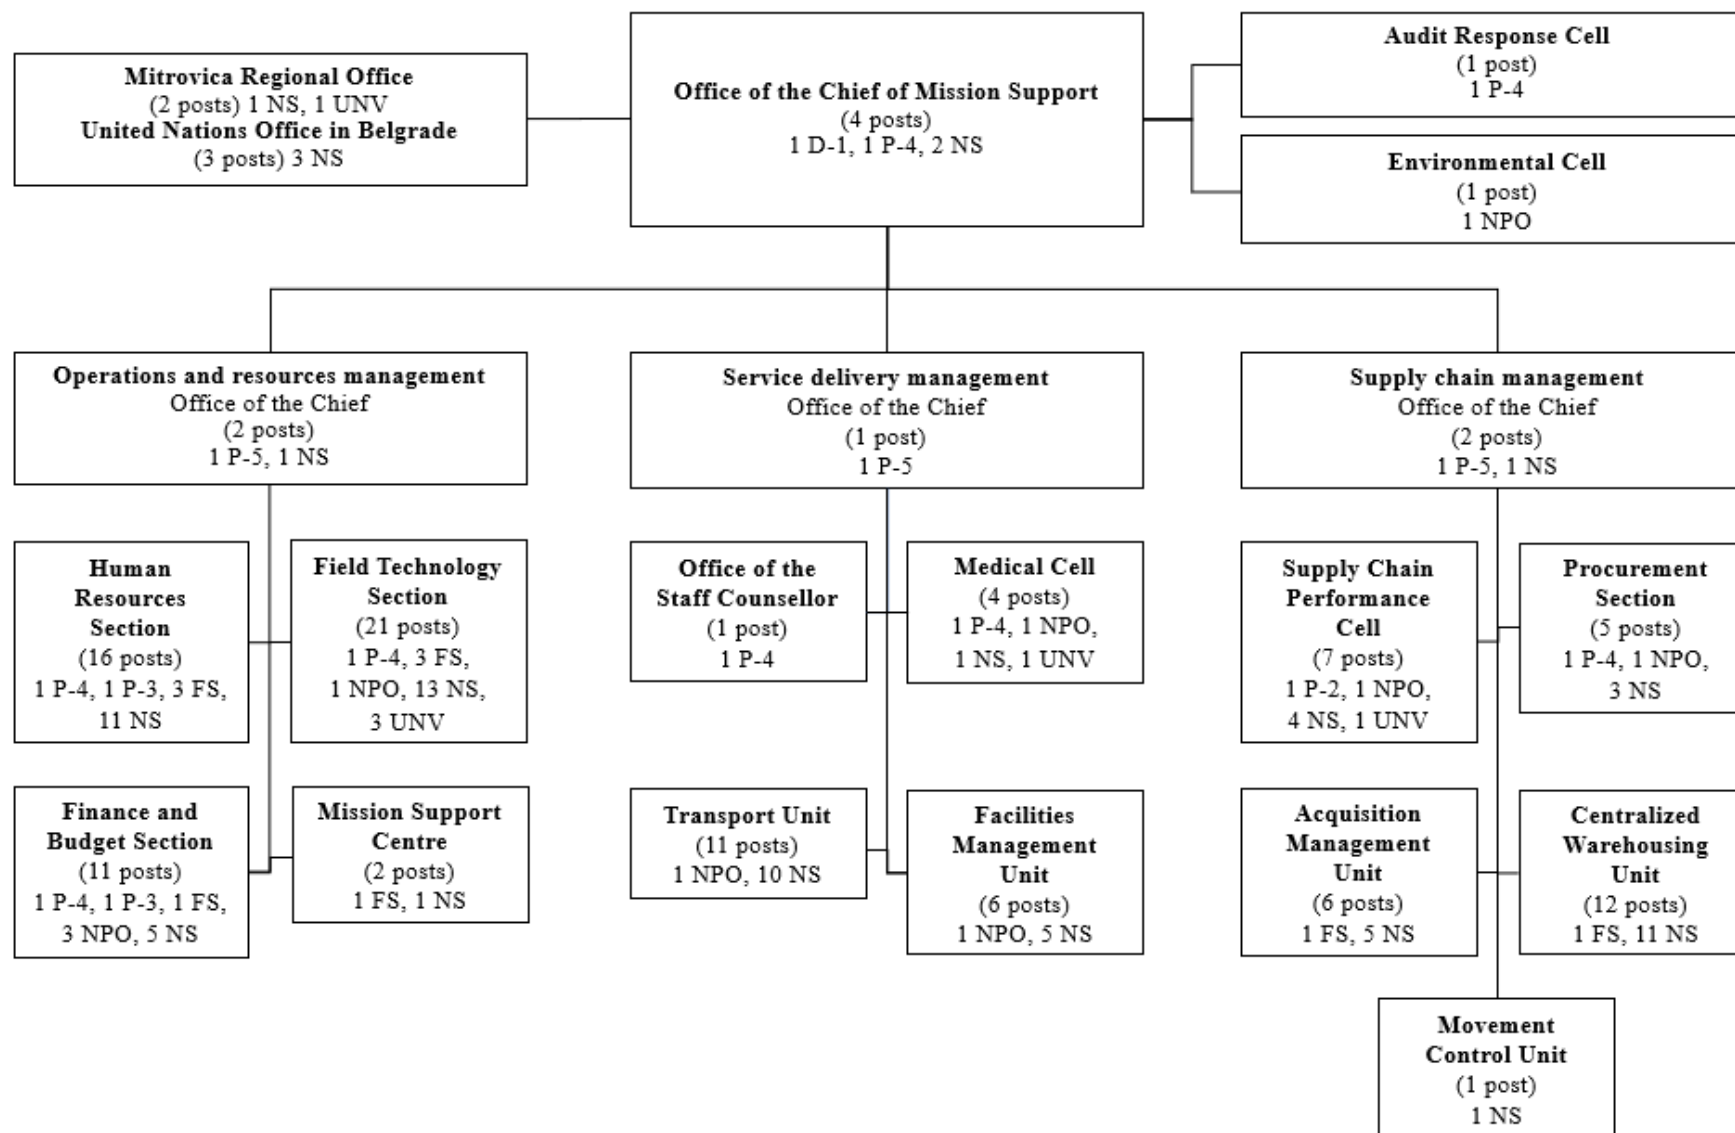 Mitrovica Regional Office
(2 posts) 1 NS, 1 UNV
United Nations Office in Belgrade
(3 posts) 3 NS
Office of the Chief of Mission Support
(4 posts)
1 D-1, 1 P-4, 2 NS
Audit Response Cell
(1 post)
1 P-4
Environmental Cell
(1 post)
1 NPO
Operations and resources management
Office of the Chief
(2 posts)
1 P-5, 1 NS
Service delivery management
Office of the Chief
(1 post)
1 P-5
Supply chain management
Office of the Chief
(2 posts)
1 P-5, 1 NS
Human
Resources
Section
(16 posts)
1 P-4, 1 P-3, 3 FS,
11 NS
Field Technology
Section
(21 posts)
1 P-4, 3 FS,
1 NPO, 13 NS,
3 UNV
Office of the
Staff Counsellor
(1 post)
1 P-4
Medical Cell
(4 posts)
1 P-4, 1 NPO,
1 NS, 1 UNV
Supply Chain
Performance
Cell
(7 posts)
1 P-2, 1 NPO,
4 NS, 1 UNV
Procurement
Section
(5 posts)
1 P-4, 1 NPO,
3 NS
Finance and
Budget Section
(11 posts)
1 P-4, 1 P-3, 1 FS,
3 NPO, 5 NS
Mission Support
Centre
(2 posts)
1 FS, 1 NS
Transport Unit
(11 posts)
1 NPO, 10 NS
Facilities
Management
Unit
(6 posts)
1 NPO, 5 NS
Acquisition
Management
Unit
(6 posts)
1 FS, 5 NS
Centralized
Warehousing
Unit
(12 posts)
1 FS, 11 NS
Movement
Control Unit
(1 post)
1 NS